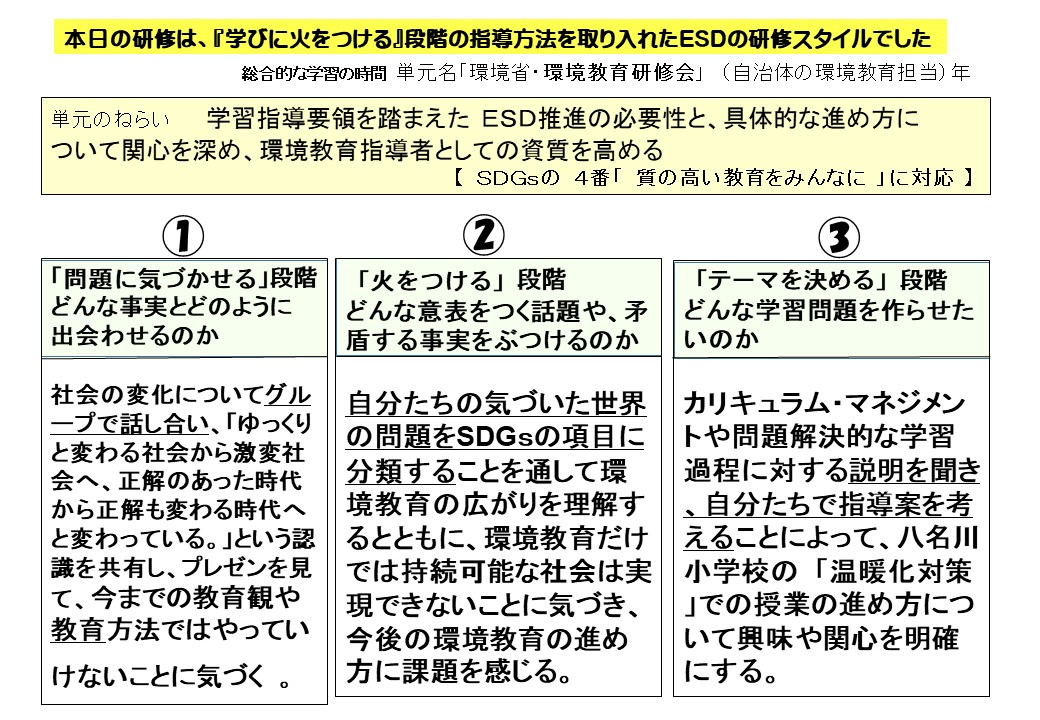 本日の研修は、『学びに火をつける』段階の指導方法を取り入れたESDの研修スタイルでした
総合的な学習の時間 単元名「環境省・環境教育研修会」 （自治体の環境教育担当）年
単元のねらい 学習指導要領を踏まえた ESD推進の必要性と、具体的な進め方に
ついて関心を深め、環境教育指導者としての資質を高める
【 SDGsの 4番「 質の高い教育をみんなに 」に対応 】
①
「問題に気づかせる」段階
どんな事実とどのように
出会わせるのか
社会の変化についてグル
ープで話し合い、「ゆっくり
と変わる社会から激変社
会へ、正解のあった時代
から正解も変わる時代へ
と変わっている。」という認
識を共有し、プレゼンを見
て、今までの教育観や
教育方法ではやってい
けないことに気づく 。
②
「火をつける」 段階
どんな意表をつく話題や、矛
盾する事実をぶつけるのか
自分たちの気づいた世界
の問題をSDGsの項目に
分類することを通して環
境教育の広がりを理解す
るとともに、環境教育だけ
では持続可能な社会は実
現できないことに気づき、
今後の環境教育の進め
方に課題を感じる。
③
「テーマを決める」 段階
どんな学習問題を作らせた
いのか
カリキュラム・マネジメン
トや問題解決的な学習
過程に対する説明を聞き
、自分たちで指導案を考
えることによって、八名川
小学校の 「温暖化対策
」での授業の進め方につ
いて興味や関心を明確
にする。